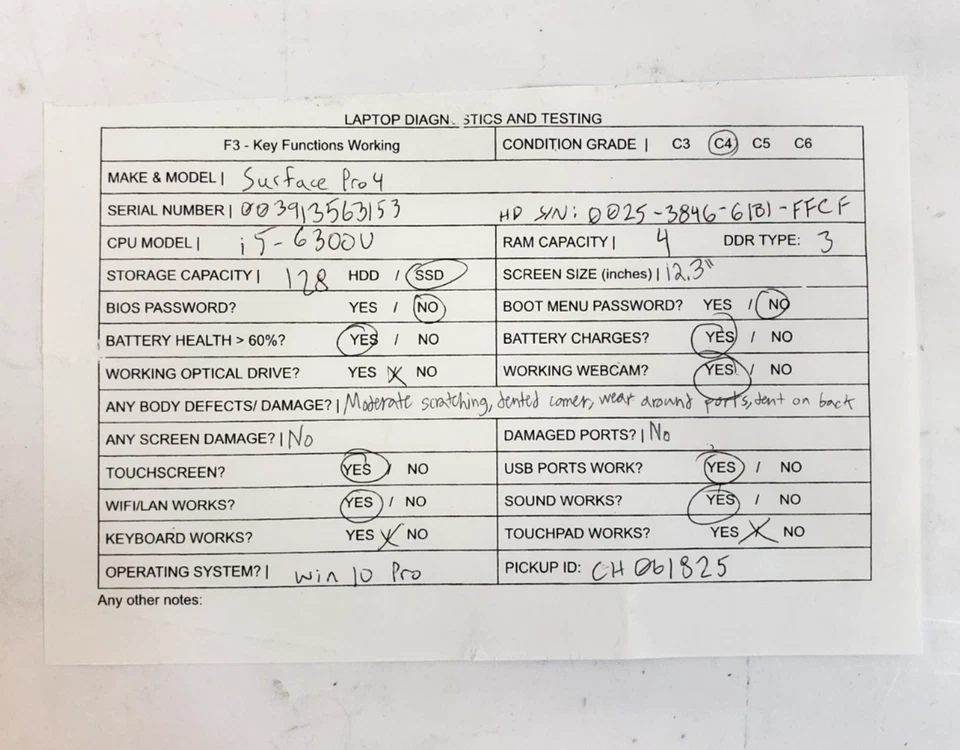 LAPTOP DIAGN STICS AND TESTING
F3 - Key Functions Working CONDITION GRADE | C3 C4 C5 C6
MAKE & MODEL | Surface Pro 4
SERIAL NUMBER | 003913563153 HD S/N: 0025-3846-61B1-FFCF
CPU MODEL | i5-6300U RAM CAPACITY | 4 DDR TYPE: 3
STORAGE CAPACITY | 128 HDD / SSD SCREEN SIZE (inches) | 12.3"
BIOS PASSWORD? YES / NO BOOT MENU PASSWORD? YES / NO
BATTERY HEALTH > 60%? YES / NO BATTERY CHARGES? YES / NO
WORKING OPTICAL DRIVE? YES / NO WORKING WEBCAM? YES / NO
ANY BODY DEFECTS/ DAMAGE? | Moderate scratching, dented corner, wear around ports, dent on back
ANY SCREEN DAMAGE? | No DAMAGED PORTS? | No
TOUCHSCREEN? YES / NO USB PORTS WORK? YES / NO
WIFI/LAN WORKS? YES / NO SOUND WORKS? YES / NO
KEYBOARD WORKS? YES / NO TOUCHPAD WORKS? YES / NO
OPERATING SYSTEM? | Win 10 Pro PICKUP ID: CH061825
Any other notes: